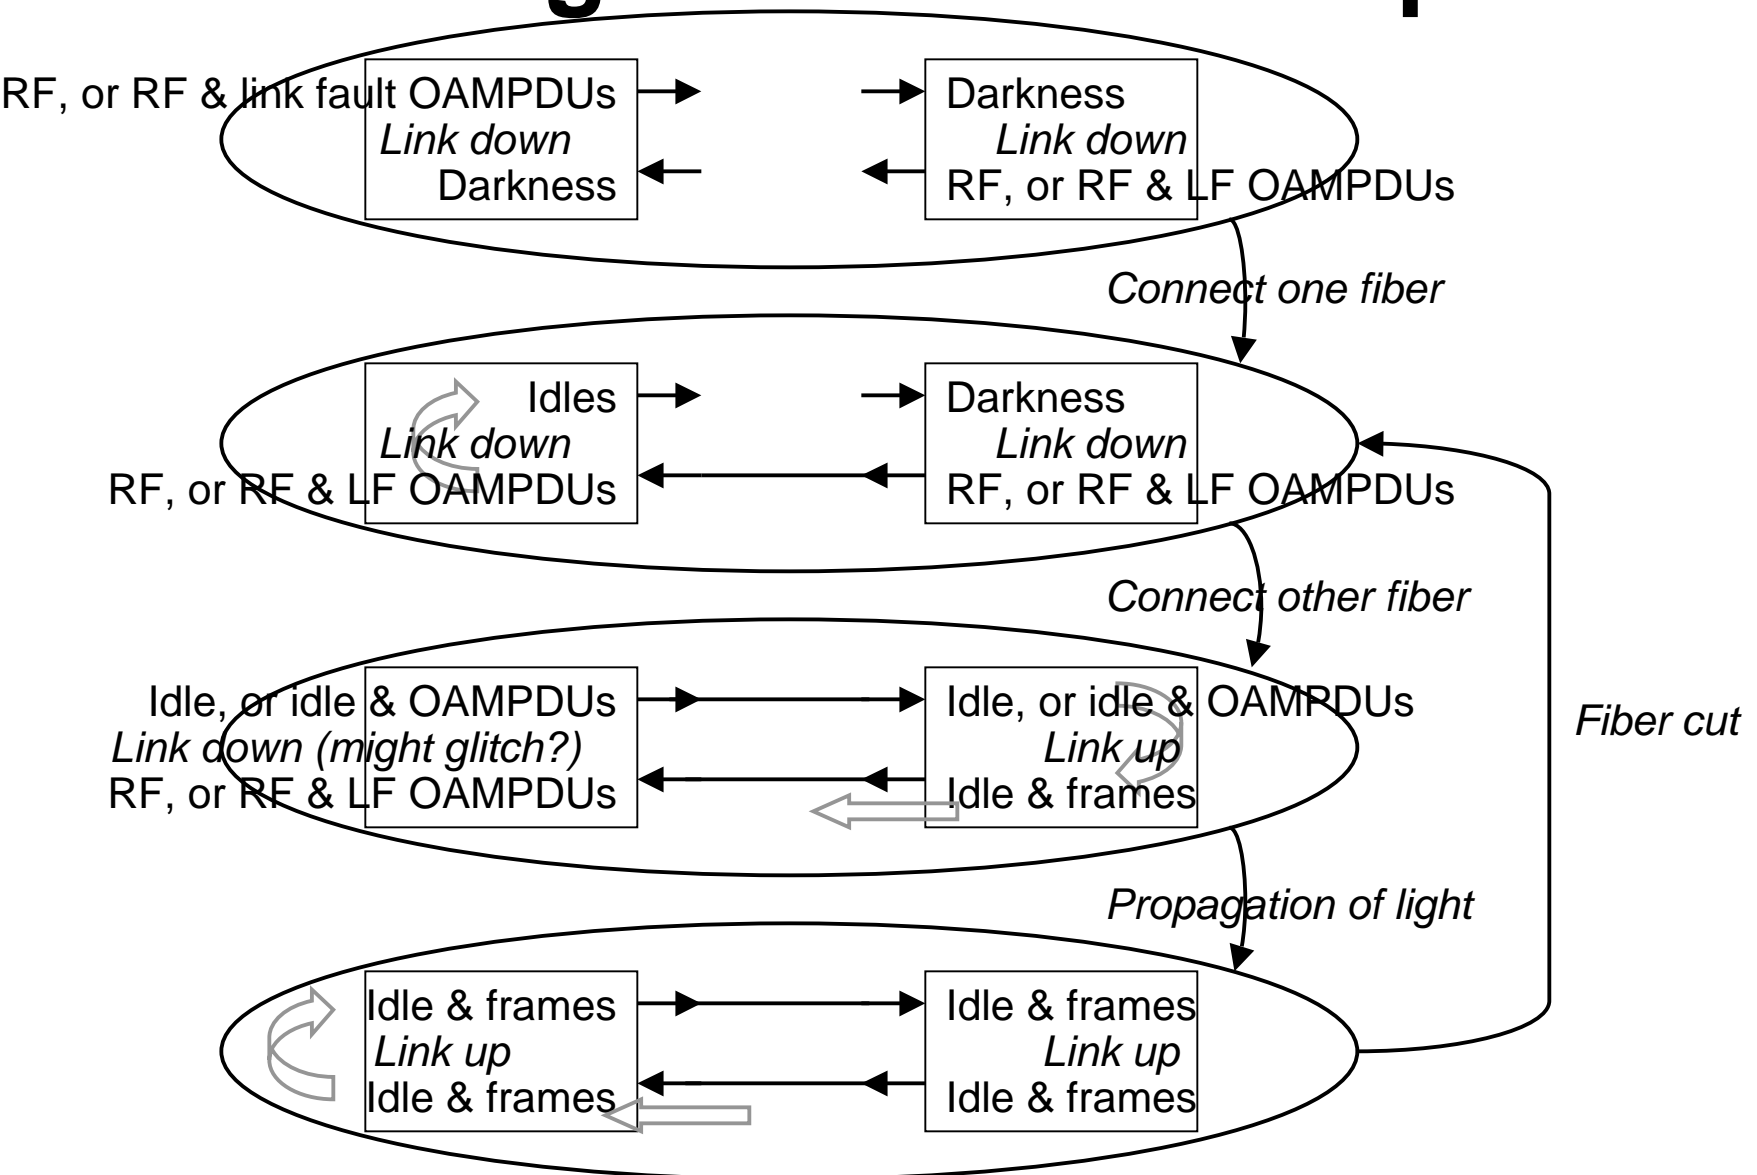 RF, or RF & link fault OAMPDUs
Link down
Darkness
Darkness
Link down
RF, or RF & LF OAMPDUs
Connect one fiber
Idles
Link down
RF, or RF & LF OAMPDUs
Darkness
Link down
RF, or RF & LF OAMPDUs
Connect other fiber
Idle, or idle & OAMPDUs
Link down (might glitch?)
RF, or RF & LF OAMPDUs
Idle, or idle & OAMPDUs
Link up
Idle & frames
Fiber cut
Propagation of light
Idle & frames
Link up
Idle & frames
Idle & frames
Link up
Idle & frames